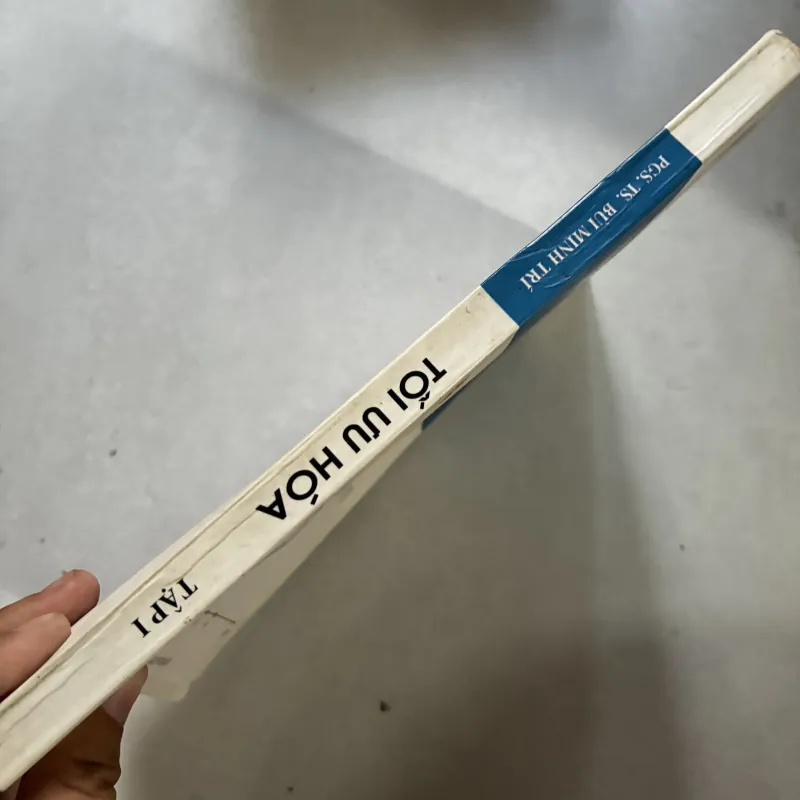 PGS. TS. BÙI MINH TRÍ
TỐI ƯU HÓA
TẬP I